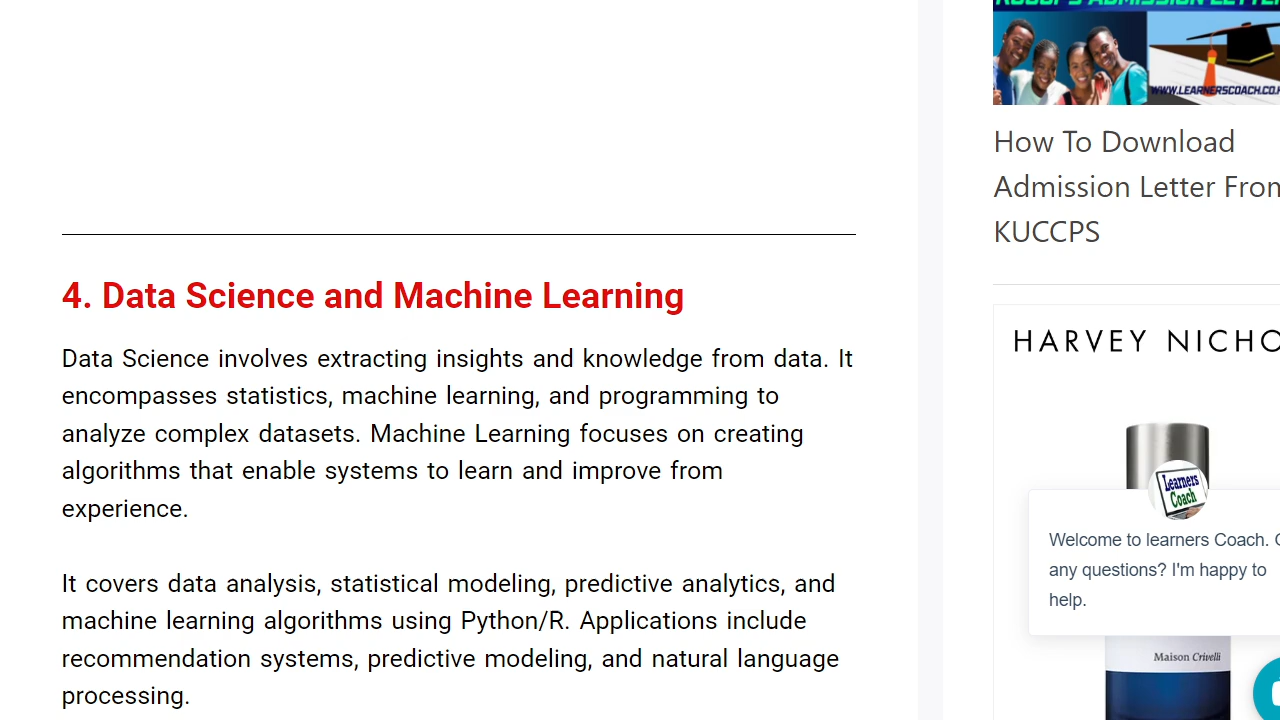 WWW.LEARNERSCOACH.CO.
How To Download
Admission Letter From
KUCCPS
4. Data Science and Machine Learning
Data Science involves extracting insights and knowledge from data. It
encompasses statistics, machine learning, and programming to
analyze complex datasets. Machine Learning focuses on creating
algorithms that enable systems to learn and improve from
experience.
It covers data analysis, statistical modeling, predictive analytics, and
machine learning algorithms using Python/R. Applications include
recommendation systems, predictive modeling, and natural language
processing.
HARVEY NICHO
Learners
Coach
Welcome to learners Coach.
any questions? I'm happy to
help.
Maison Crivelli